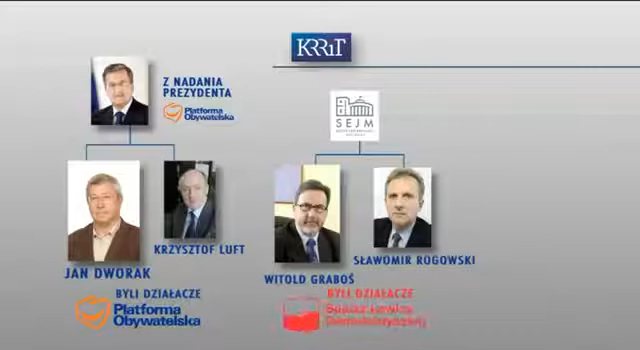 KRRiT
Z NADANIA
PREZYDENTA
Platforma
Obywatelska
SEJM
KRZYSZTOF LUFT
JAN DWORAK
SŁAWOMIR ROGOWSKI
WITOLD GRABOŚ
BYLI DZIAŁACZE
Platforma
Obywatelska
BYLI DZIAŁACZE
Sojusz Lewicy
Demokratycznej